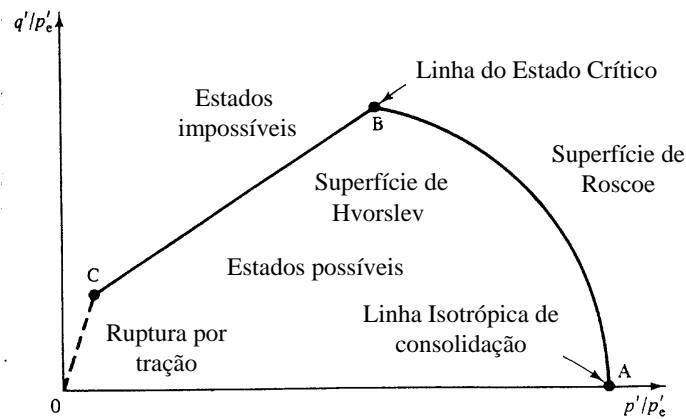 q'/p'e
Linha do Estado Crítico
Estados
impossíveis
B
Superfície de
Roscoe
Superfície de
Hvorslev
Estados possíveis
C
Linha Isotrópica de
consolidação
Ruptura por
tração
A
0
p'/p'e